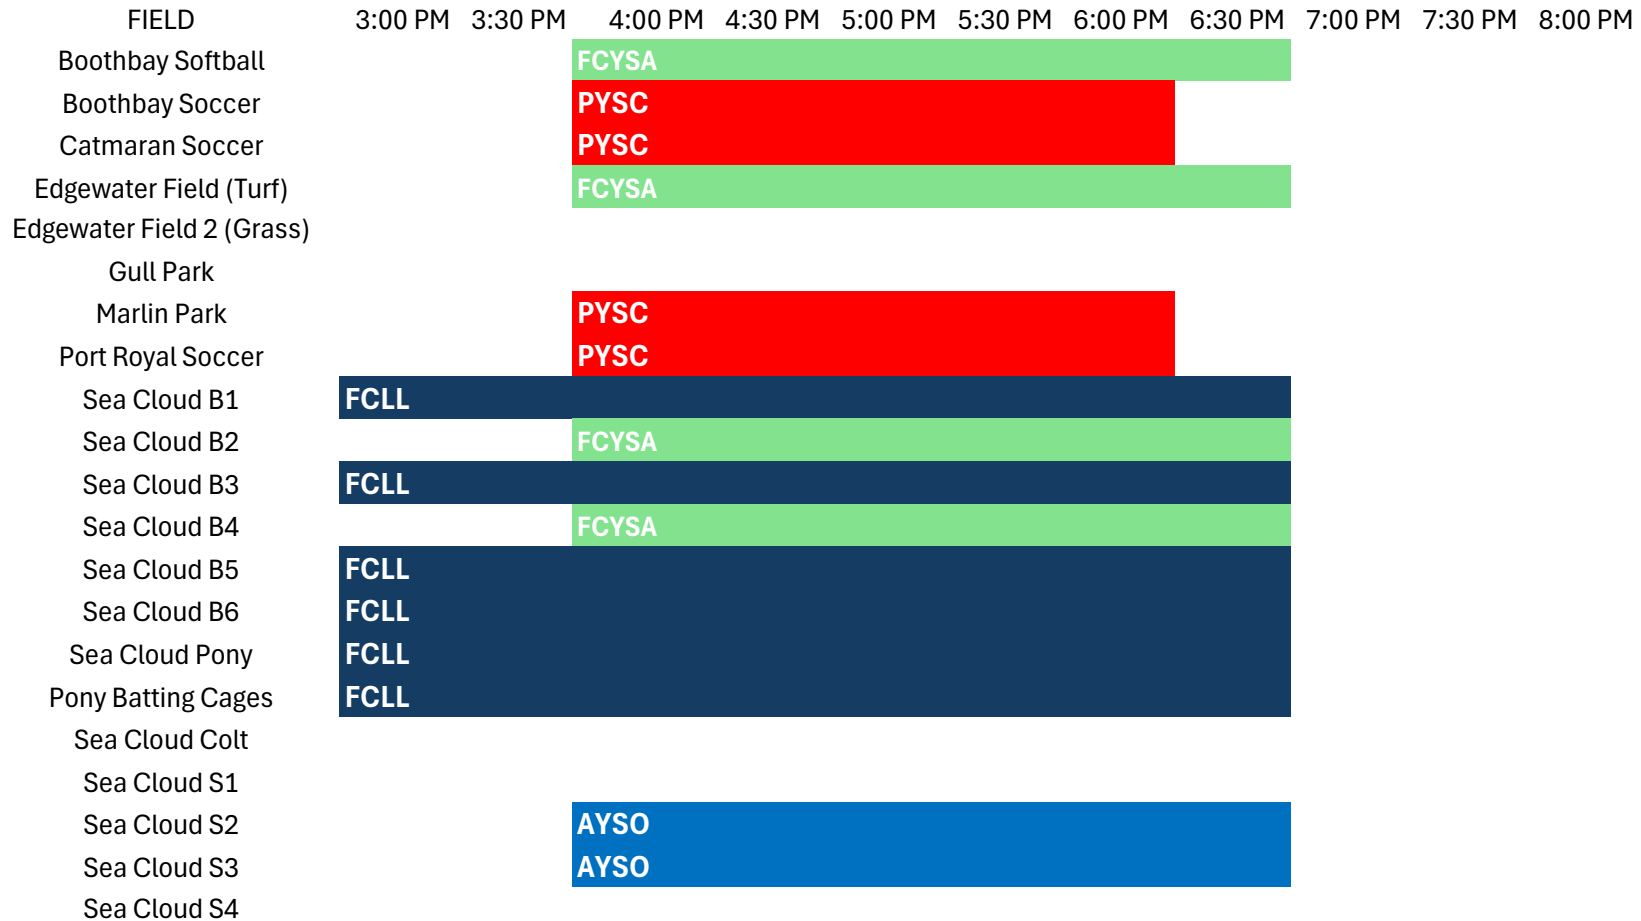 FIELD 3:00 PM 3:30 PM 4:00 PM 4:30 PM 5:00 PM 5:30 PM 6:00 PM 6:30 PM 7:00 PM 7:30 PM 8:00 PM
Boothbay Softball FCYSA
Boothbay Soccer PYSC
Catmaran Soccer PYSC
Edgewater Field (Turf) FCYSA
Edgewater Field 2 (Grass)
Gull Park
Marlin Park PYSC
Port Royal Soccer PYSC
Sea Cloud B1 FCLL
Sea Cloud B2 FCYSA
Sea Cloud B3 FCLL
Sea Cloud B4 FCYSA
Sea Cloud B5 FCLL
Sea Cloud B6 FCLL
Sea Cloud Pony FCLL
Pony Batting Cages FCLL
Sea Cloud Colt
Sea Cloud S1
Sea Cloud S2 AYSO
Sea Cloud S3 AYSO
Sea Cloud S4